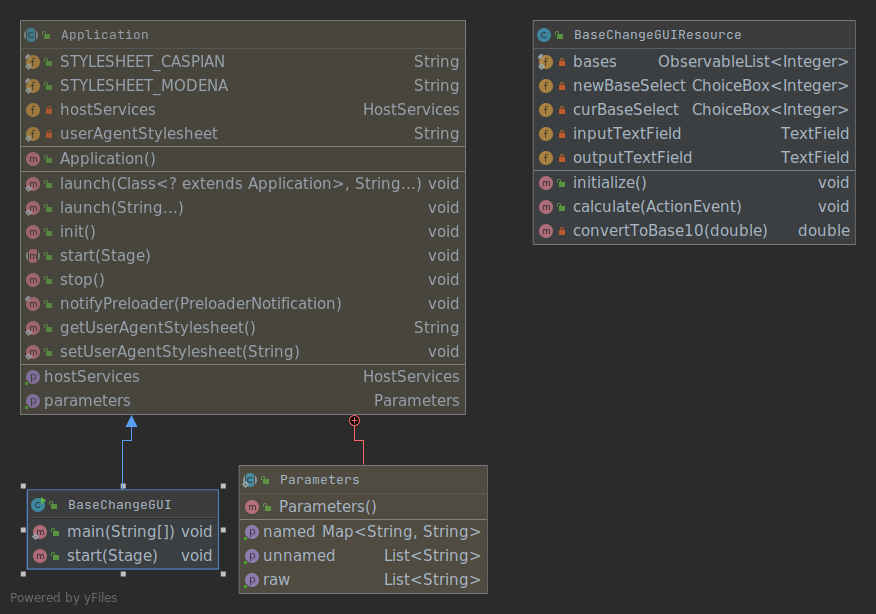 Application
STYLESHEET_CASPIAN String
STYLESHEET_MODENA String
hostServices HostServices
userAgentStylesheet String
Application()
launch(Class<? extends Application>, String...) void
launch(String...) void
init() void
start(Stage) void
stop() void
notifyPreloader(PreloaderNotification) void
getUserAgentStylesheet() String
setUserAgentStylesheet(String) void
hostServices HostServices
parameters Parameters
BaseChangeGUIResource
bases ObservableList<Integer>
newBaseSelect ChoiceBox<Integer>
curBaseSelect ChoiceBox<Integer>
inputTextField TextField
outputTextField TextField
initialize() void
calculate(ActionEvent) void
convertToBase10(double) double
BaseChangeGUI
main(String[]) void
start(Stage) void
Parameters
Parameters()
named Map<String, String>
unnamed List<String>
raw List<String>
Powered by yFiles